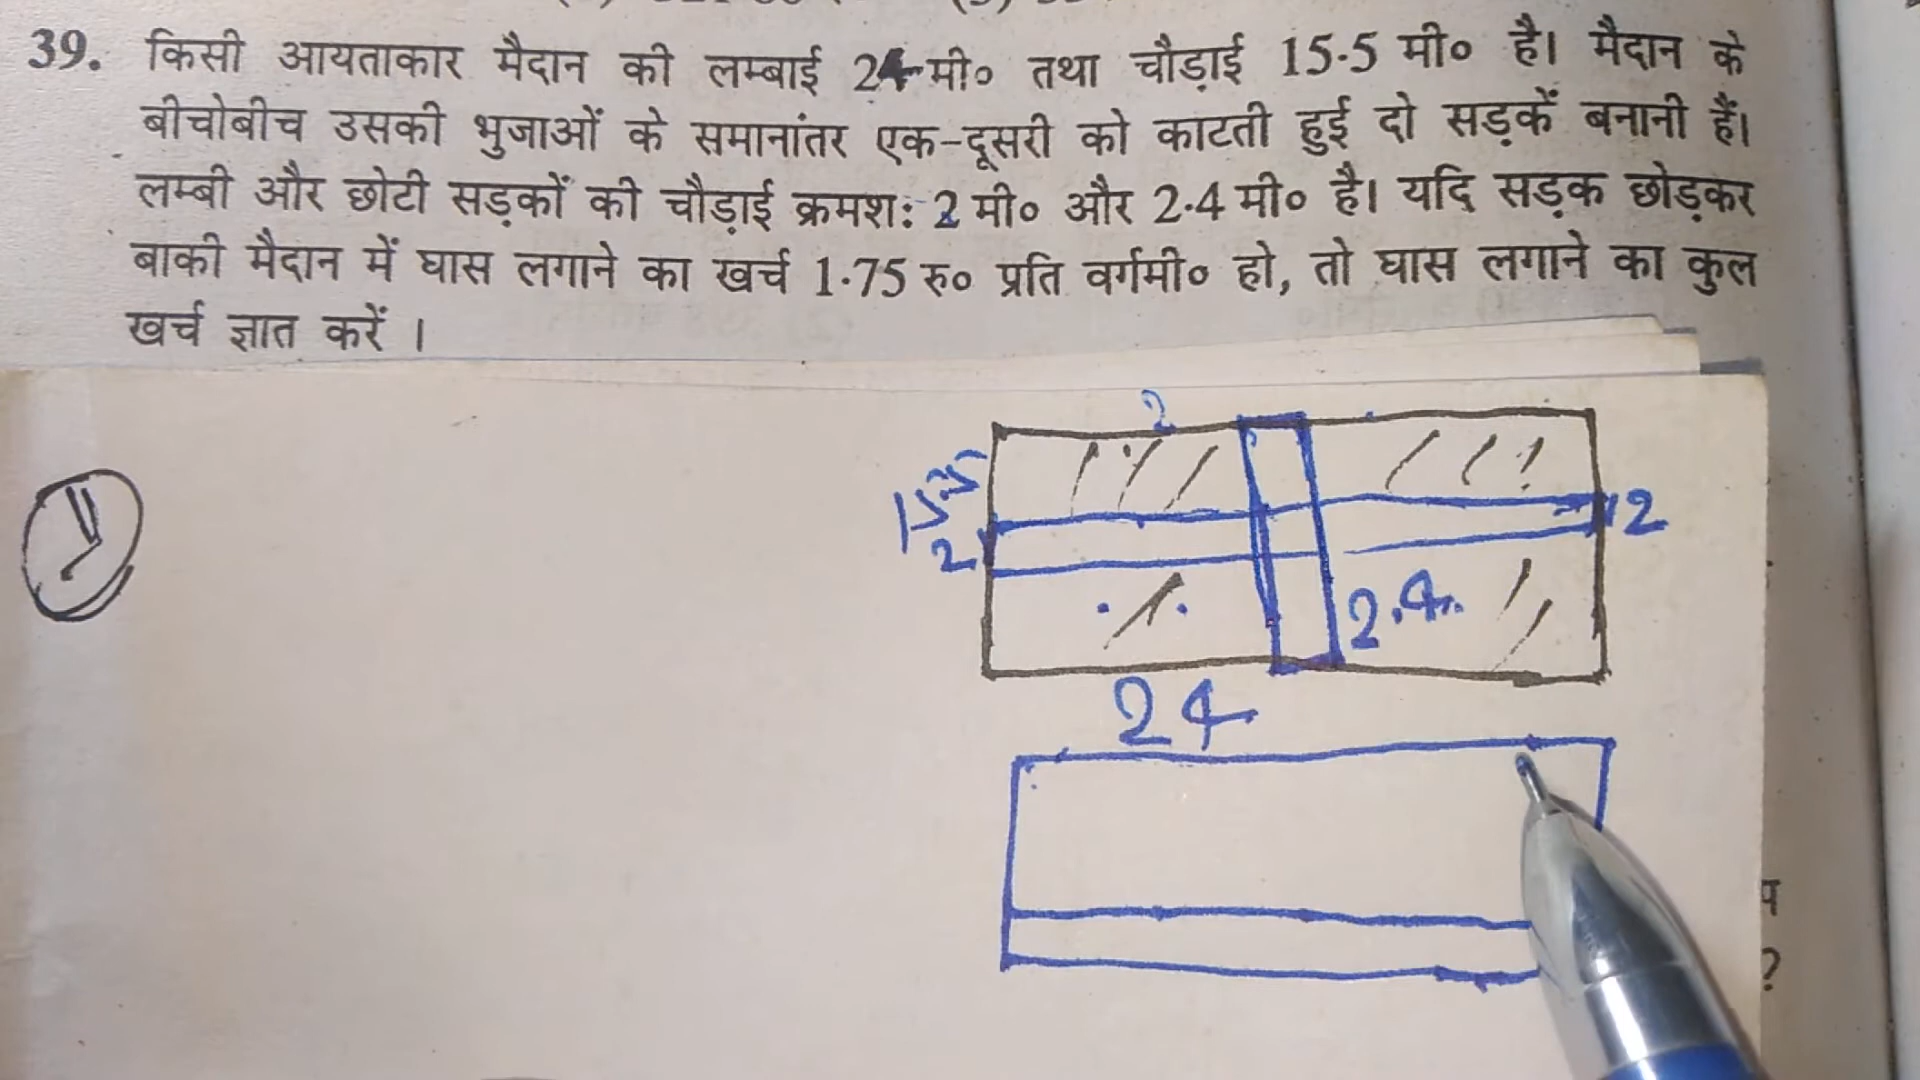 39. किसी आयताकार मैदान की लम्बाई 24 मी० तथा चौड़ाई 15·5 मी० है। मैदान के
बीचोबीच उसकी भुजाओं के समानांतर एक-दूसरी को काटती हुई दो सड़कें बनानी हैं।
लम्बी और छोटी सड़कों की चौड़ाई क्रमश: 2 मी० और 2·4 मी० है। यदि सड़क छोड़कर
बाकी मैदान में घास लगाने का खर्च 1·75 रु० प्रति वर्गमी० हो, तो घास लगाने का कुल
खर्च ज्ञात करें ।
2
2
2
2.4
24
?